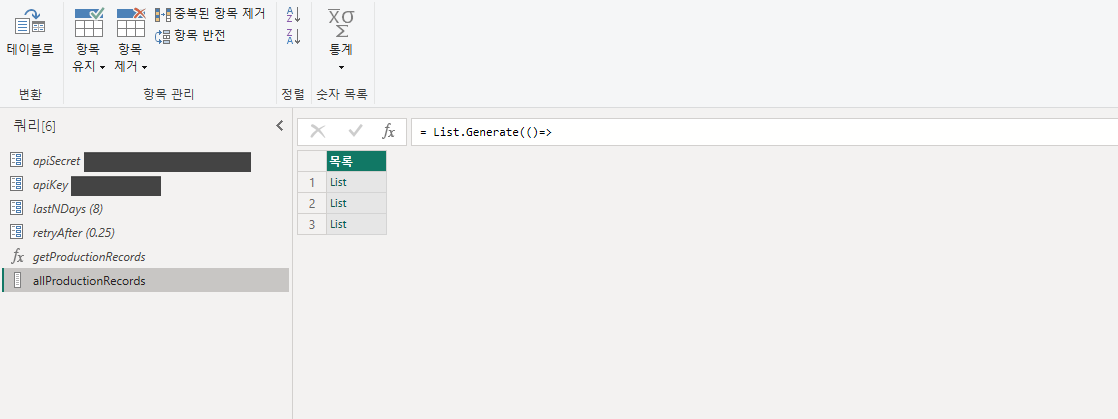 테이블로
항목
유지
항목
제거
중복된 항목 제거
항목 반전
A
Z
Z
A
X̅σ
Σ
통계
변환
항목 관리
정렬
숫자 목록
쿼리[6]
fx
= List.Generate(()=>
apiSecret
apiKey
lastNDays (8)
retryAfter (0.25)
fx getProductionRecords
allProductionRecords
목록
1 List
2 List
3 List